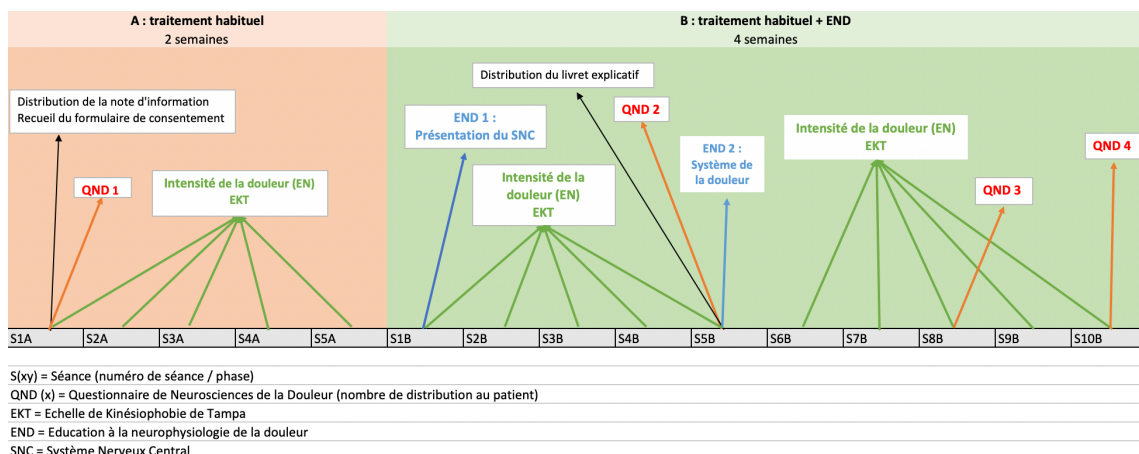 A : traitement habituel
2 semaines
B : traitement habituel + END
4 semaines
Distribution de la note d'information
Recueil du formulaire de consentement
QND 1
Intensité de la douleur (EN)
EKT
END 1 :
Présentation du SNC
Distribution du livret explicatif
Intensité de la
douleur (EN)
EKT
QND 2
END 2 :
Système de
la douleur
Intensité de la douleur (EN)
EKT
QND 3
QND 4
S1A
S2A
S3A
S4A
S5A
S1B
S2B
S3B
S4B
S5B
S6B
S7B
S8B
S9B
S10B
S(xy) = Séance (numéro de séance / phase)
QND (x) = Questionnaire de Neurosciences de la Douleur (nombre de distribution au patient)
EKT = Echelle de Kinésiophobie de Tampa
END = Education à la neurophysiologie de la douleur
SNC = Système Nerveux Central